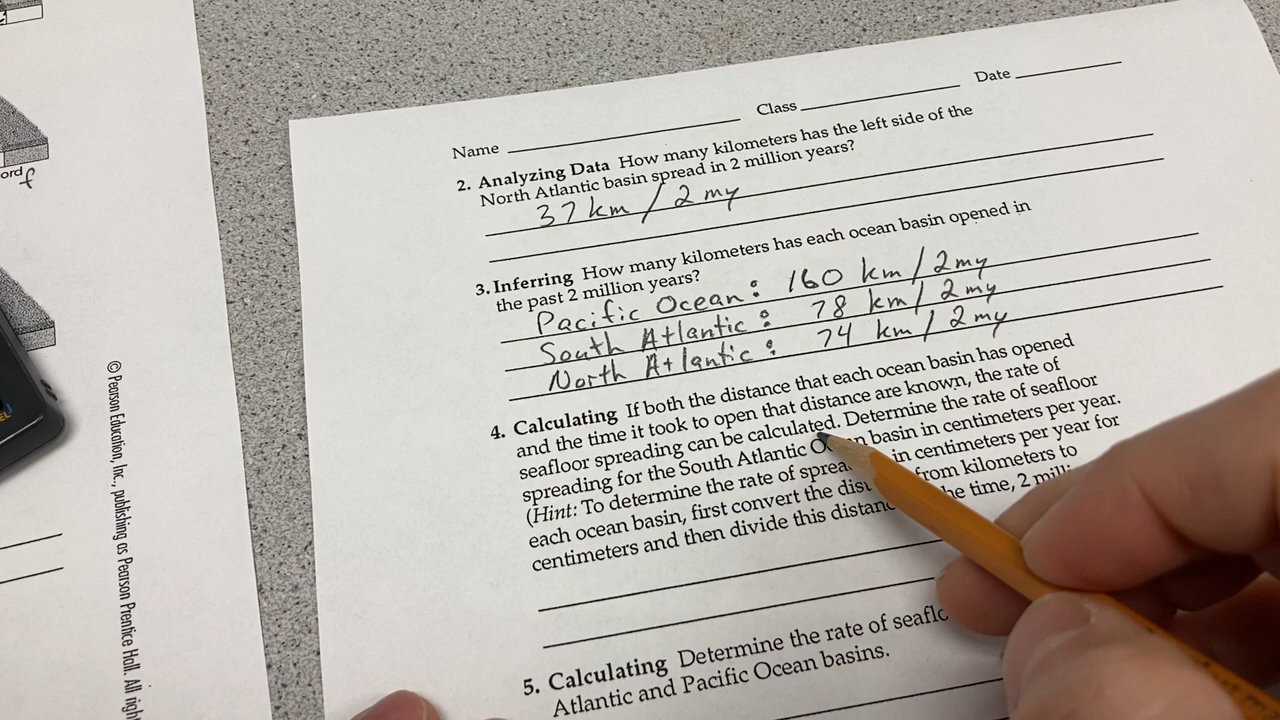 Name Class Date
2. Analyzing Data How many kilometers has the left side of the
North Atlantic basin spread in 2 million years?
37 km / 2 my
3. Inferring How many kilometers has each ocean basin opened in
the past 2 million years?
Pacific Ocean: 160 km / 2 my
South Atlantic: 78 km / 2 my
North Atlantic: 74 km / 2 my
4. Calculating If both the distance that each ocean basin has opened
and the time it took to open that distance are known, the rate of
seafloor spreading can be calculated. Determine the rate of seafloor
spreading for the South Atlantic basin in centimeters per year.
(Hint: To determine the rate of in centimeters per year for
each ocean basin, first convert the from kilometers to
centimeters and then divide this time, 2
5. Calculating Determine the rate of
Atlantic and Pacific Ocean basins.
© Pearson Education, Inc., publishing as Pearson Prentice Hall. All